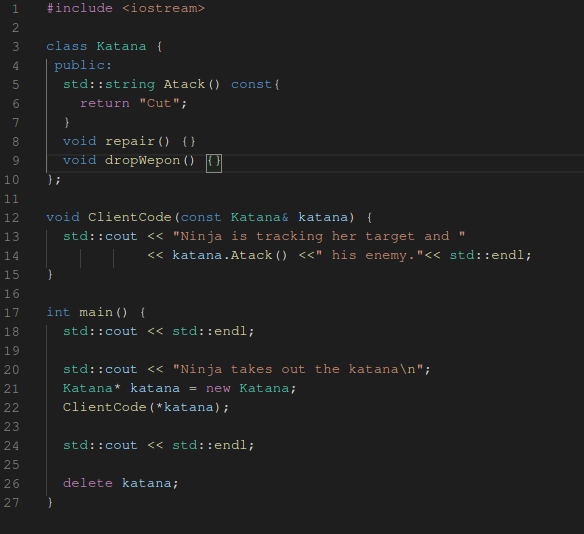 1 #include <iostream>
2
3 class Katana {
4 public:
5 std::string Atack() const{
6 return "Cut";
7 }
8 void repair() {}
9 void dropWepon() {}
10 };
11
12 void ClientCode(const Katana& katana) {
13 std::cout << "Ninja is tracking her target and "
14 << katana.Atack() <<" his enemy."<< std::endl;
15 }
16
17 int main() {
18 std::cout << std::endl;
19
20 std::cout << "Ninja takes out the katana\n";
21 Katana* katana = new Katana;
22 ClientCode(*katana);
23
24 std::cout << std::endl;
25
26 delete katana;
27 }